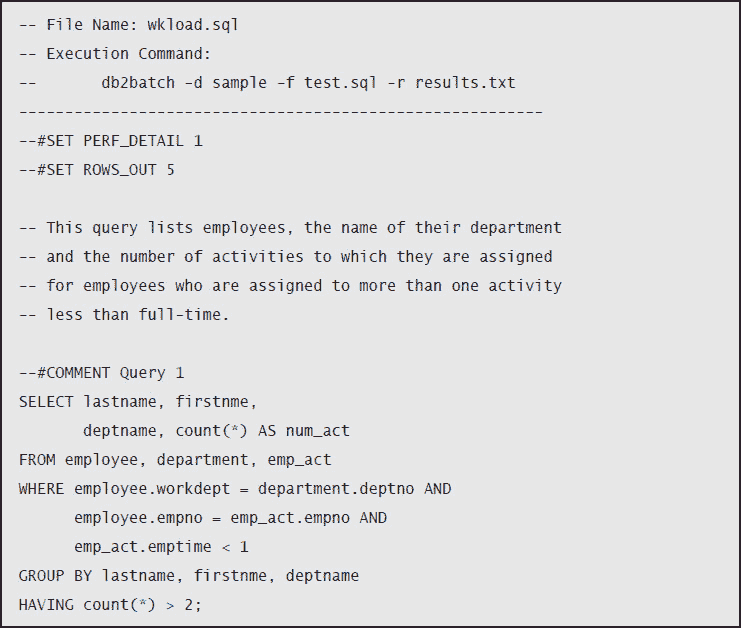 -- File Name: wkload.sql
-- Execution Command:
--       db2batch -d sample -f test.sql -r results.txt
---------------------------------------------------------
--#SET PERF_DETAIL 1
--#SET ROWS_OUT 5
-- This query lists employees, the name of their department
-- and the number of activities to which they are assigned
-- for employees who are assigned to more than one activity
-- less than full-time.
--#COMMENT Query 1
SELECT lastname, firstnme,
       deptname, count(*) AS num_act
FROM employee, department, emp_act
WHERE employee.workdept = department.deptno AND
      employee.empno = emp_act.empno AND
      emp_act.emptime < 1
GROUP BY lastname, firstnme, deptname
HAVING count(*) > 2;